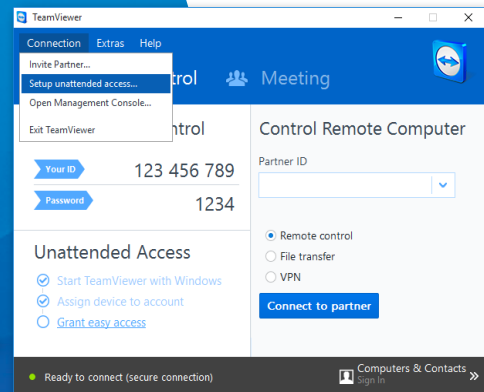 TeamViewer
Connection Extras Help
Invite Partner...
Setup unattended access...
Open Management Console...
Exit TeamViewer
Meeting
Control Remote Computer
Your ID 123 456 789
Password 1234
Partner ID
Remote control
File transfer
VPN
Connect to partner
Unattended Access
Start TeamViewer with Windows
Assign device to account
Grant easy access
Ready to connect (secure connection)
Computers & Contacts
Sign In